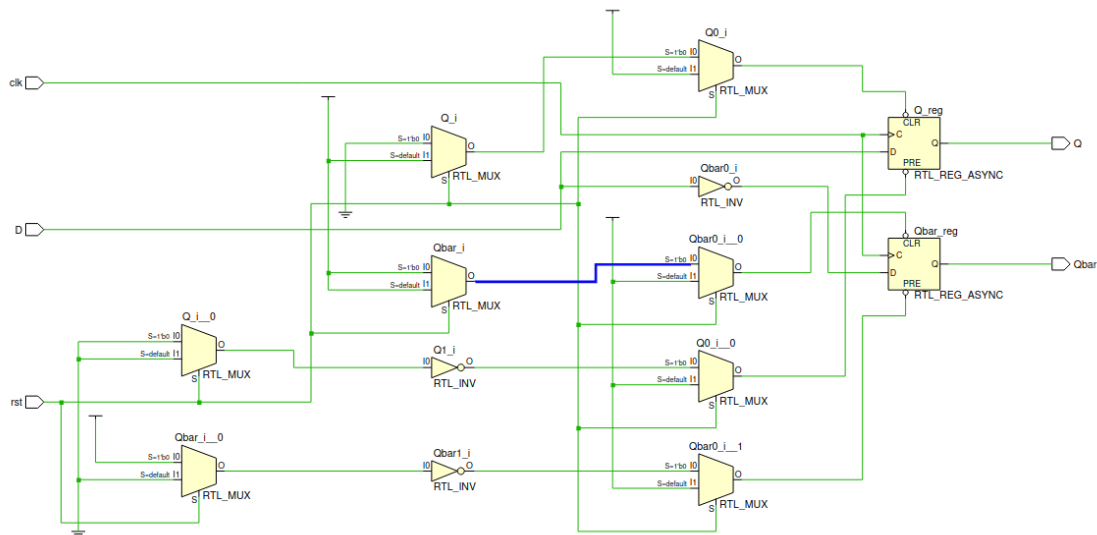 Q0_i
S=1'b0 I0
O
S=default I1
S
RTL_MUX
clk
Q_reg
CLR
C
Q
D
PRE
RTL_REG_ASYNC
Q
Q_i
S=1'b0 I0
O
S=default I1
S
RTL_MUX
Qbar0_i
I0
O
RTL_INV
D
Qbar_i
S=1'b0 I0
O
S=default I1
S
RTL_MUX
Qbar0_i__0
S=1'b0 I0
O
S=default I1
S
RTL_MUX
Qbar_reg
CLR
C
Q
D
PRE
RTL_REG_ASYNC
Qbar
Q_i__0
S=1'b0 I0
O
S=default I1
S
RTL_MUX
Q1_i
I0
O
RTL_INV
Q0_i__0
S=1'b0 I0
O
S=default I1
S
RTL_MUX
rst
Qbar_i__0
S=1'b0 I0
O
S=default I1
S
RTL_MUX
Qbar1_i
I0
O
RTL_INV
Qbar0_i__1
S=1'b0 I0
O
S=default I1
S
RTL_MUX